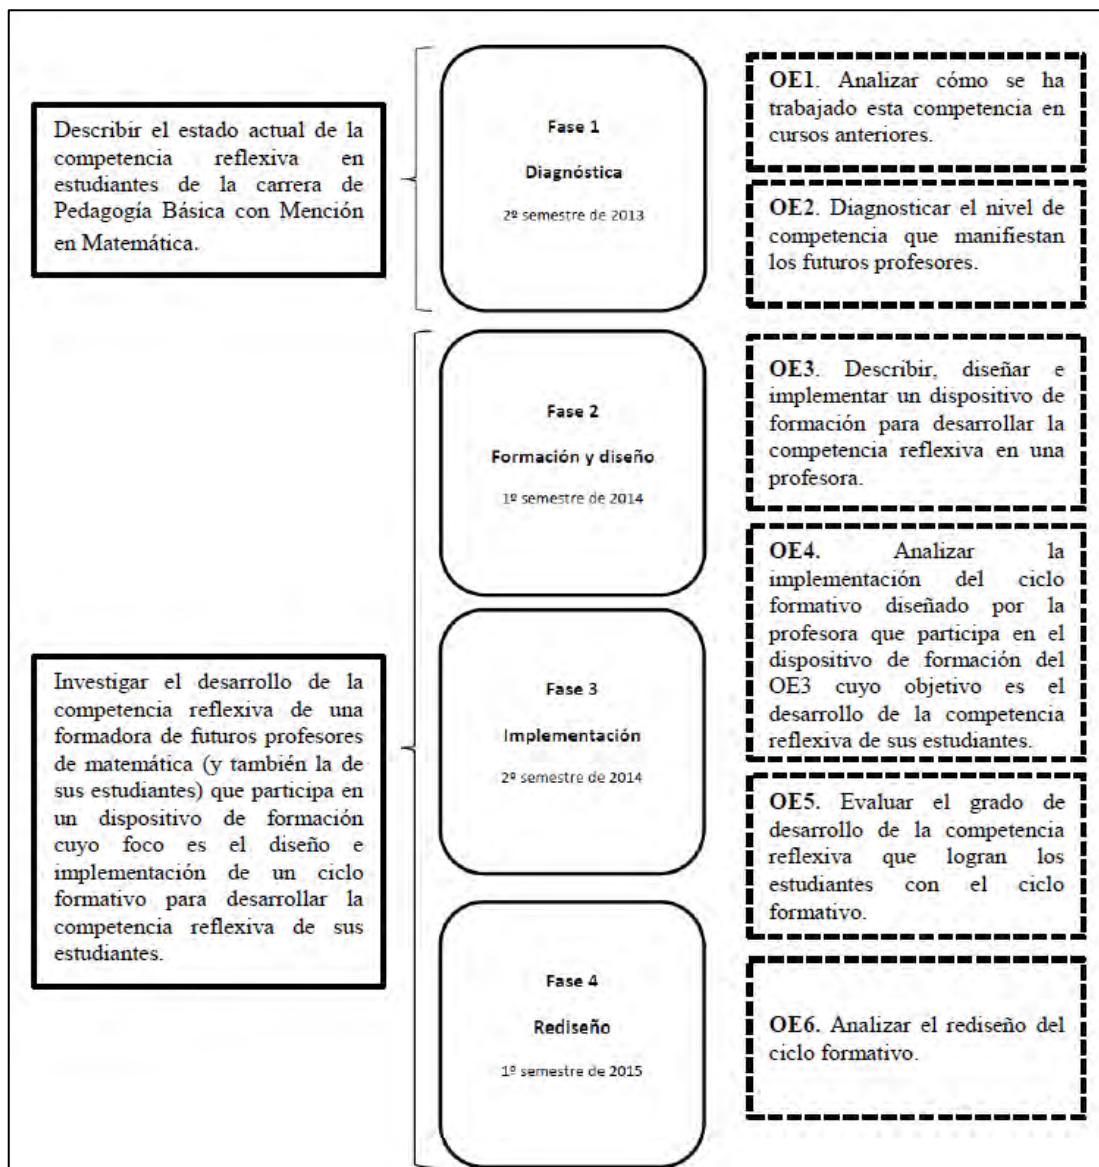 Describir el estado actual de la
competencia reflexiva en
estudiantes de la carrera de
Pedagogía Básica con Mención
en Matemática.
Fase 1
Diagnóstica
2º semestre de 2013
OE1. Analizar cómo se ha
trabajado esta competencia en
cursos anteriores.
OE2. Diagnosticar el nivel de
competencia que manifiestan
los futuros profesores.
Investigar el desarrollo de la
competencia reflexiva de una
formadora de futuros profesores
de matemática (y también la de
sus estudiantes) que participa en
un dispositivo de formación
cuyo foco es el diseño e
implementación de un ciclo
formativo para desarrollar la
competencia reflexiva de sus
estudiantes.
Fase 2
Formación y diseño
1º semestre de 2014
OE3. Describir, diseñar e
implementar un dispositivo de
formación para desarrollar la
competencia reflexiva en una
profesora.
Fase 3
Implementación
2º semestre de 2014
OE4. Analizar la
implementación del ciclo
formativo diseñado por la
profesora que participa en el
dispositivo de formación del
OE3 cuyo objetivo es el
desarrollo de la competencia
reflexiva de sus estudiantes.
OE5. Evaluar el grado de
desarrollo de la competencia
reflexiva que logran los
estudiantes con el ciclo
formativo.
Fase 4
Rediseño
1º semestre de 2015
OE6. Analizar el rediseño del
ciclo formativo.